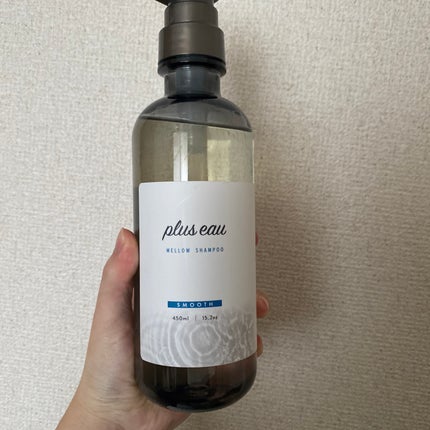 plus eau
MELLOW SHAMPOO
SMOOTH
450ml | 15.2oz